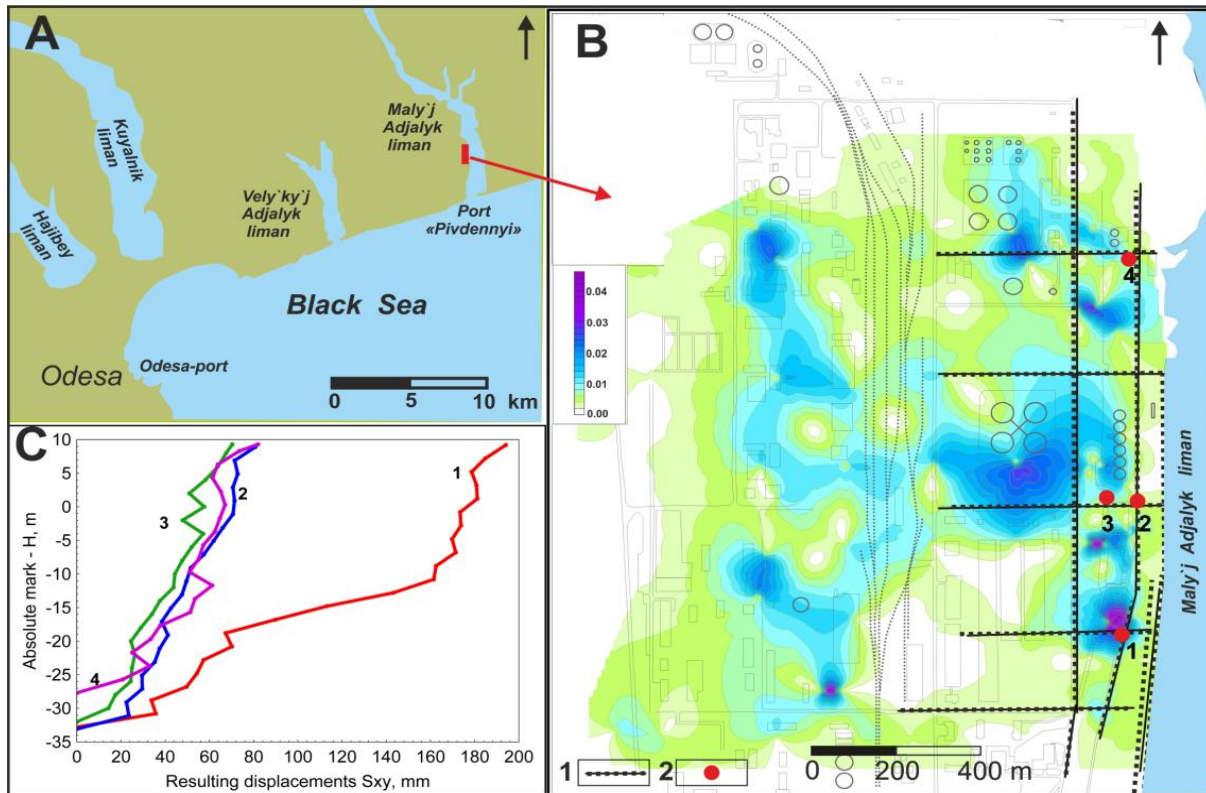 A
Kuyalnik
liman
Hajibey
liman
Maly`j
Adjalyk
liman
Vely`ky`j
Adjalyk
liman
Port
«Pivdennyi»
Black Sea
Odesa
Odesa-port
0 10 km
B
0.04
0.03
0.02
0.01
0.00
4
3
2
1
Maly`j Adjalyk liman
1
2
0 200 400 m
C
10
5
0
-5
-10
-15
-20
-25
-30
-35
1
2
3
4
Absolute mark - H, m
0 20 40 60 80 100 120 140 160 180 200
Resulting displacements Sxy, mm